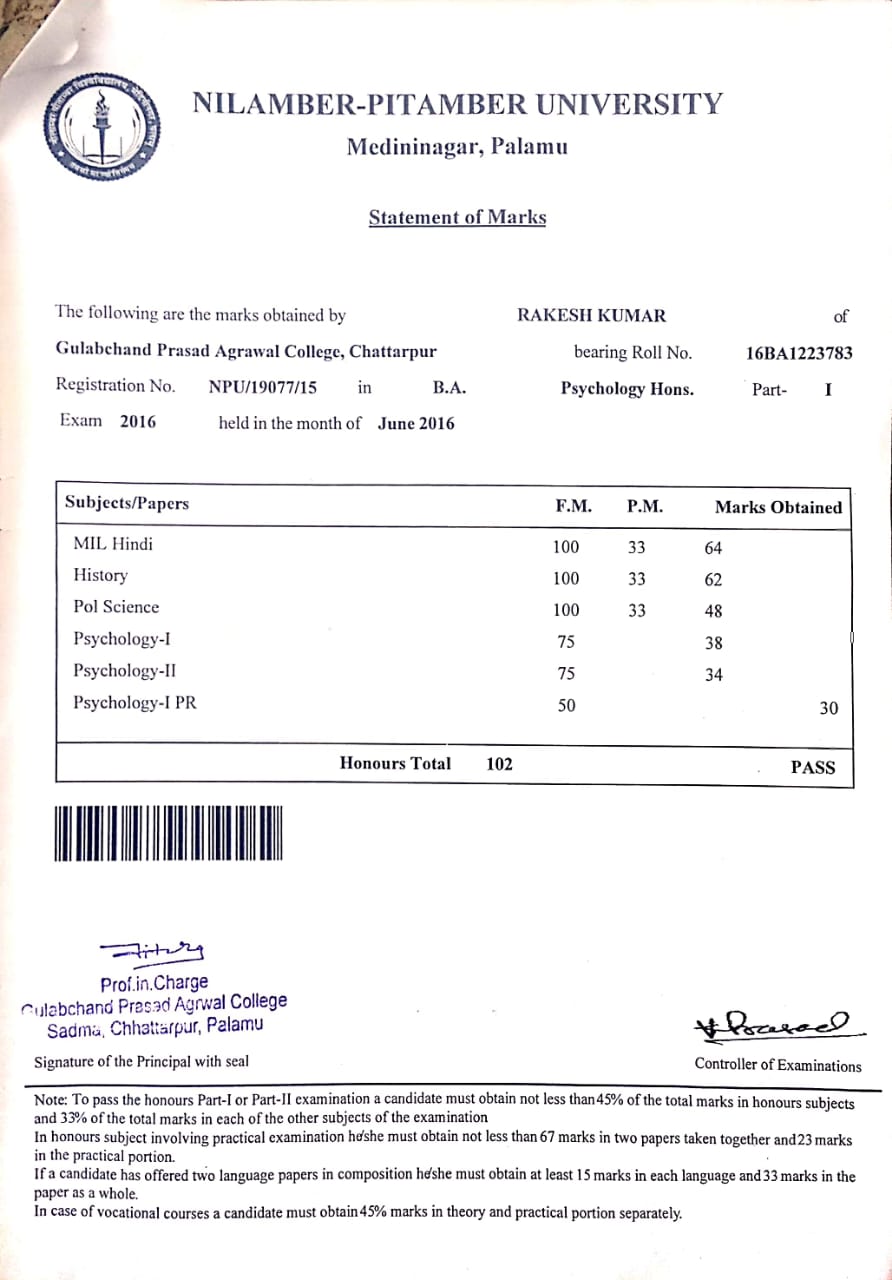 NILAMBER-PITAMBER UNIVERSITY
Medininagar, Palamu
Statement of Marks
The following are the marks obtained by RAKESH KUMAR of
Gulabchand Prasad Agrawal College, Chattarpur bearing Roll No. 16BA1223783
Registration No. NPU/19077/15 in B.A. Psychology Hons. Part- I
Exam 2016 held in the month of June 2016
Subjects/Papers F.M. P.M. Marks Obtained
MIL Hindi 100 33 64
History 100 33 62
Pol Science 100 33 48
Psychology-I 75 38
Psychology-II 75 34
Psychology-I PR 50 30
Honours Total 102 PASS
Prof.in.Charge
Gulabchand Prasad Agrwal College
Sadma, Chhattarpur, Palamu
Signature of the Principal with seal
Controller of Examinations
Note: To pass the honours Part-I or Part-II examination a candidate must obtain not less than 45% of the total marks in honours subjects
and 33% of the total marks in each of the other subjects of the examination
In honours subject involving practical examination he/she must obtain not less than 67 marks in two papers taken together and 23 marks
in the practical portion.
If a candidate has offered two language papers in composition he/she must obtain at least 15 marks in each language and 33 marks in the
paper as a whole.
In case of vocational courses a candidate must obtain 45% marks in theory and practical portion separately.